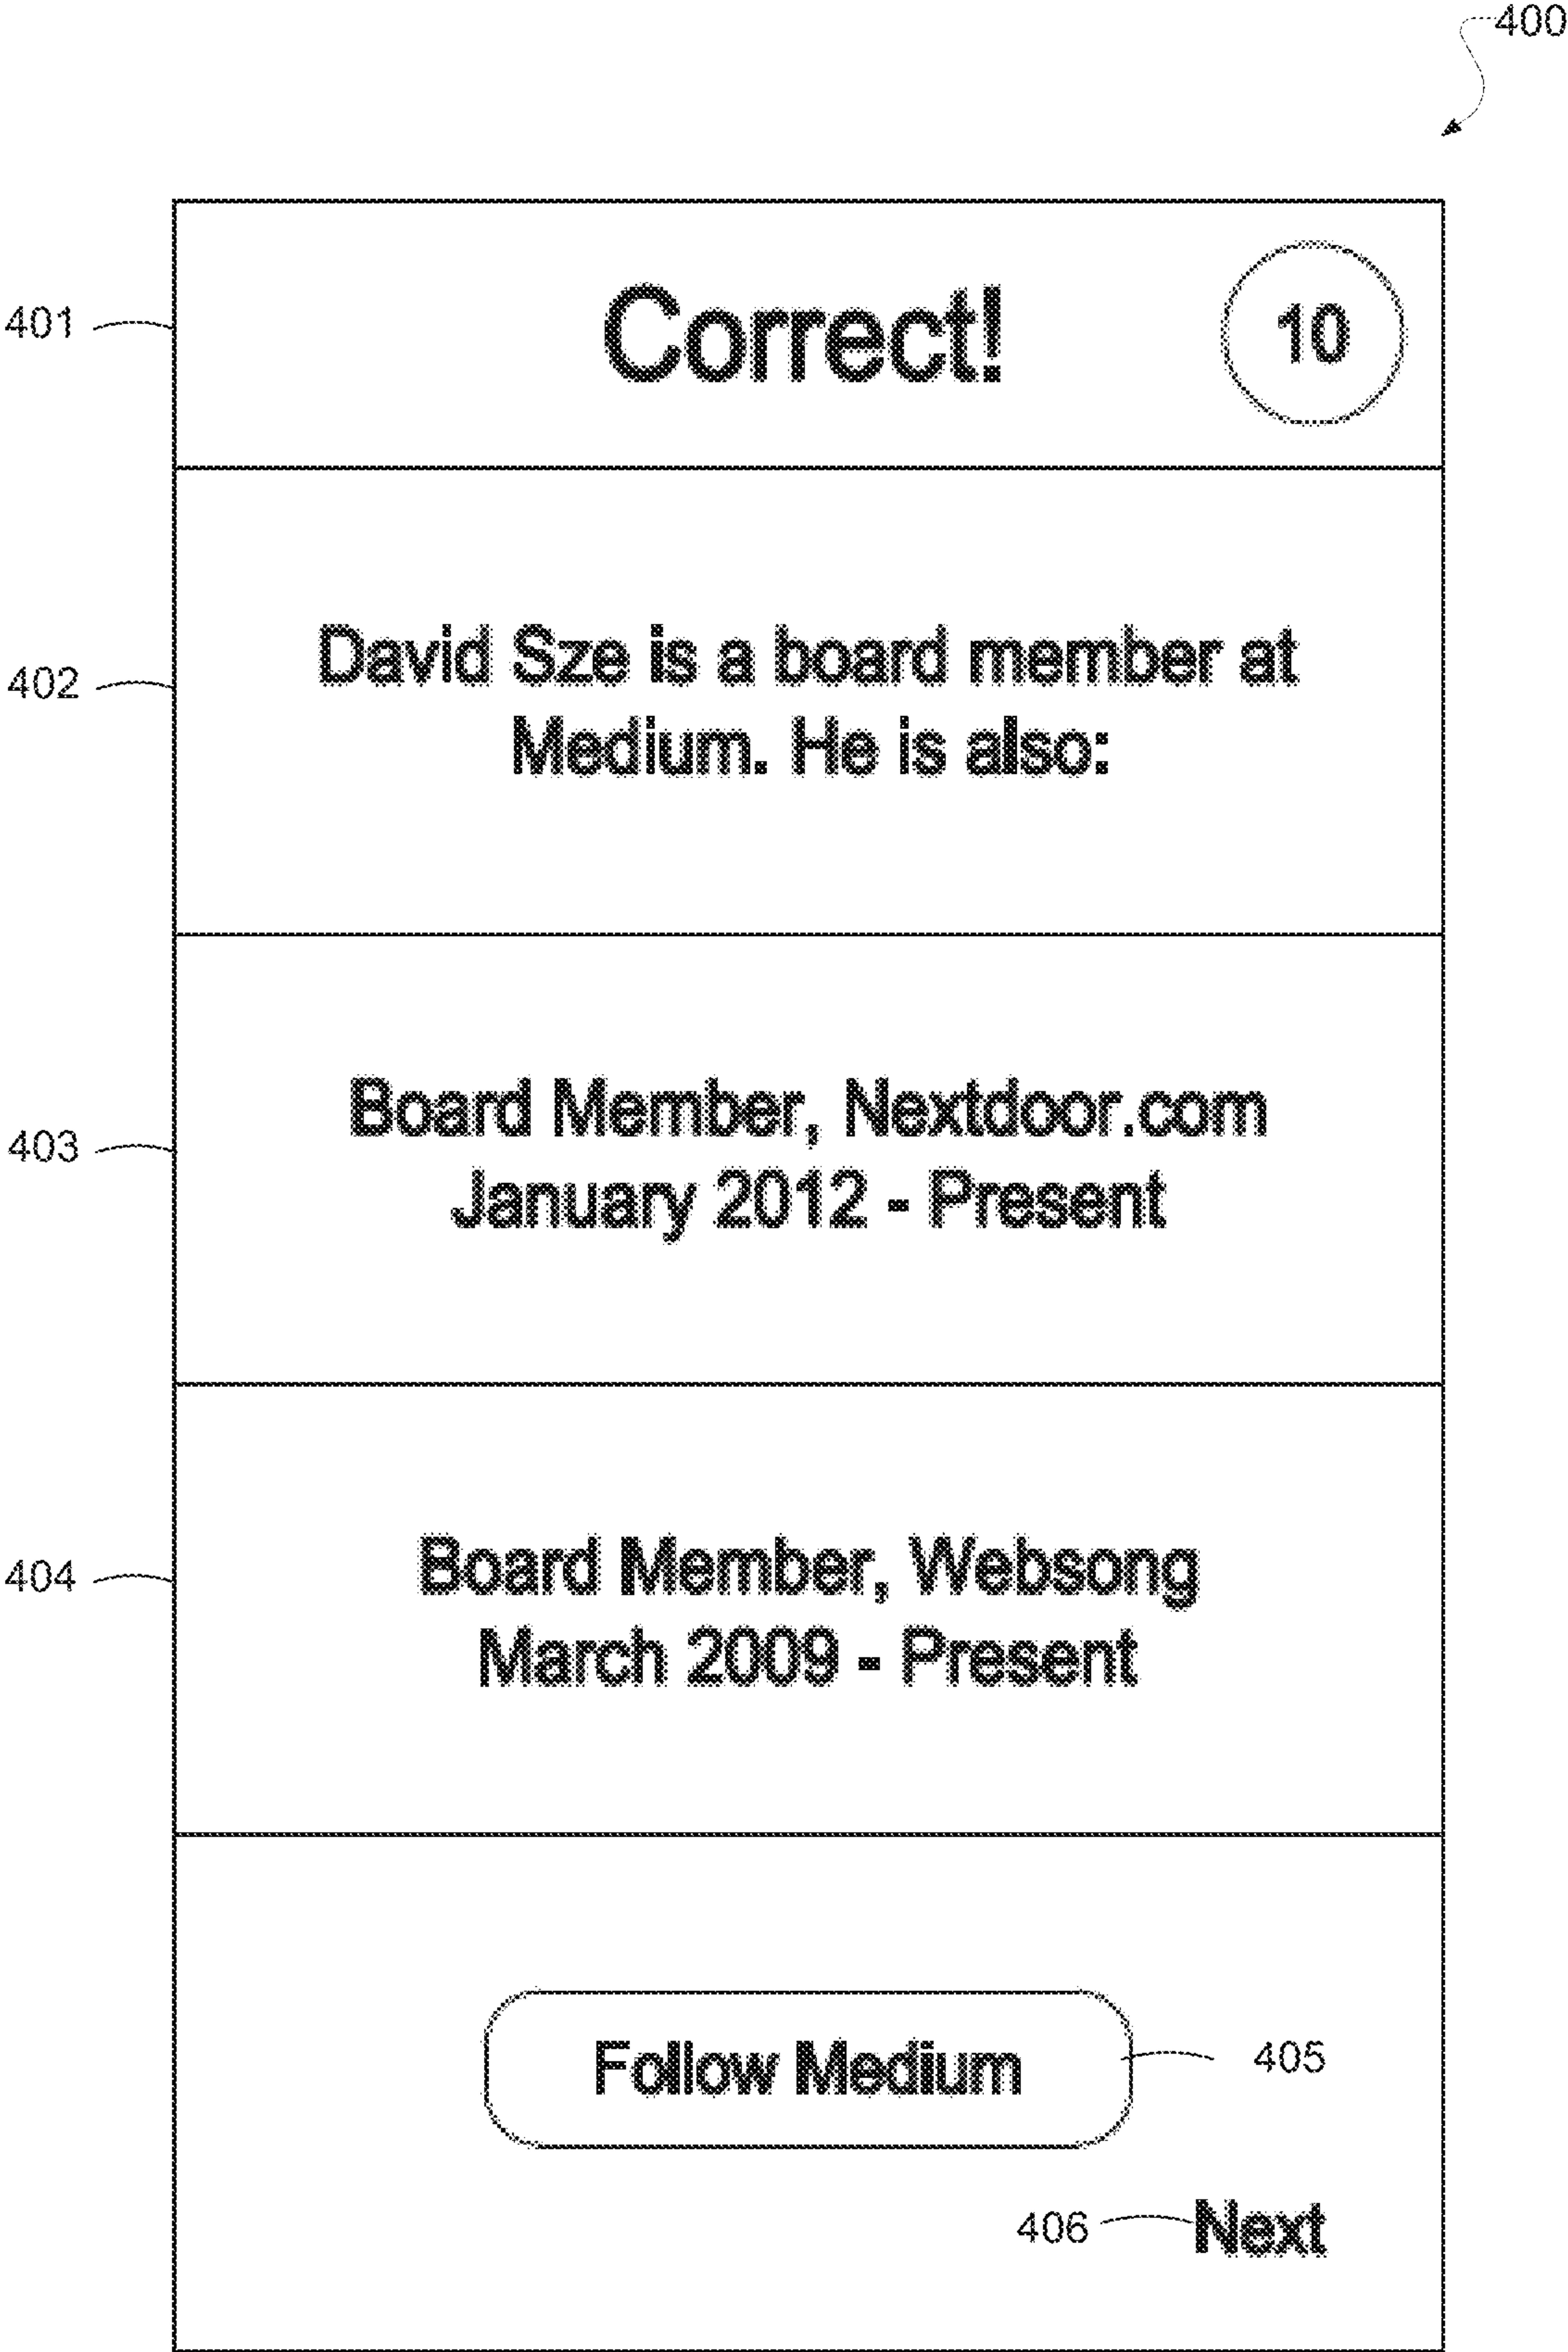 400
401
Correct!
10
402
David Sze is a board member at
Medium. He is also:
403
Board Member, Nextdoor.com
January 2012 - Present
404
Board Member, Websong
March 2009 - Present
Follow Medium
405
406
Next